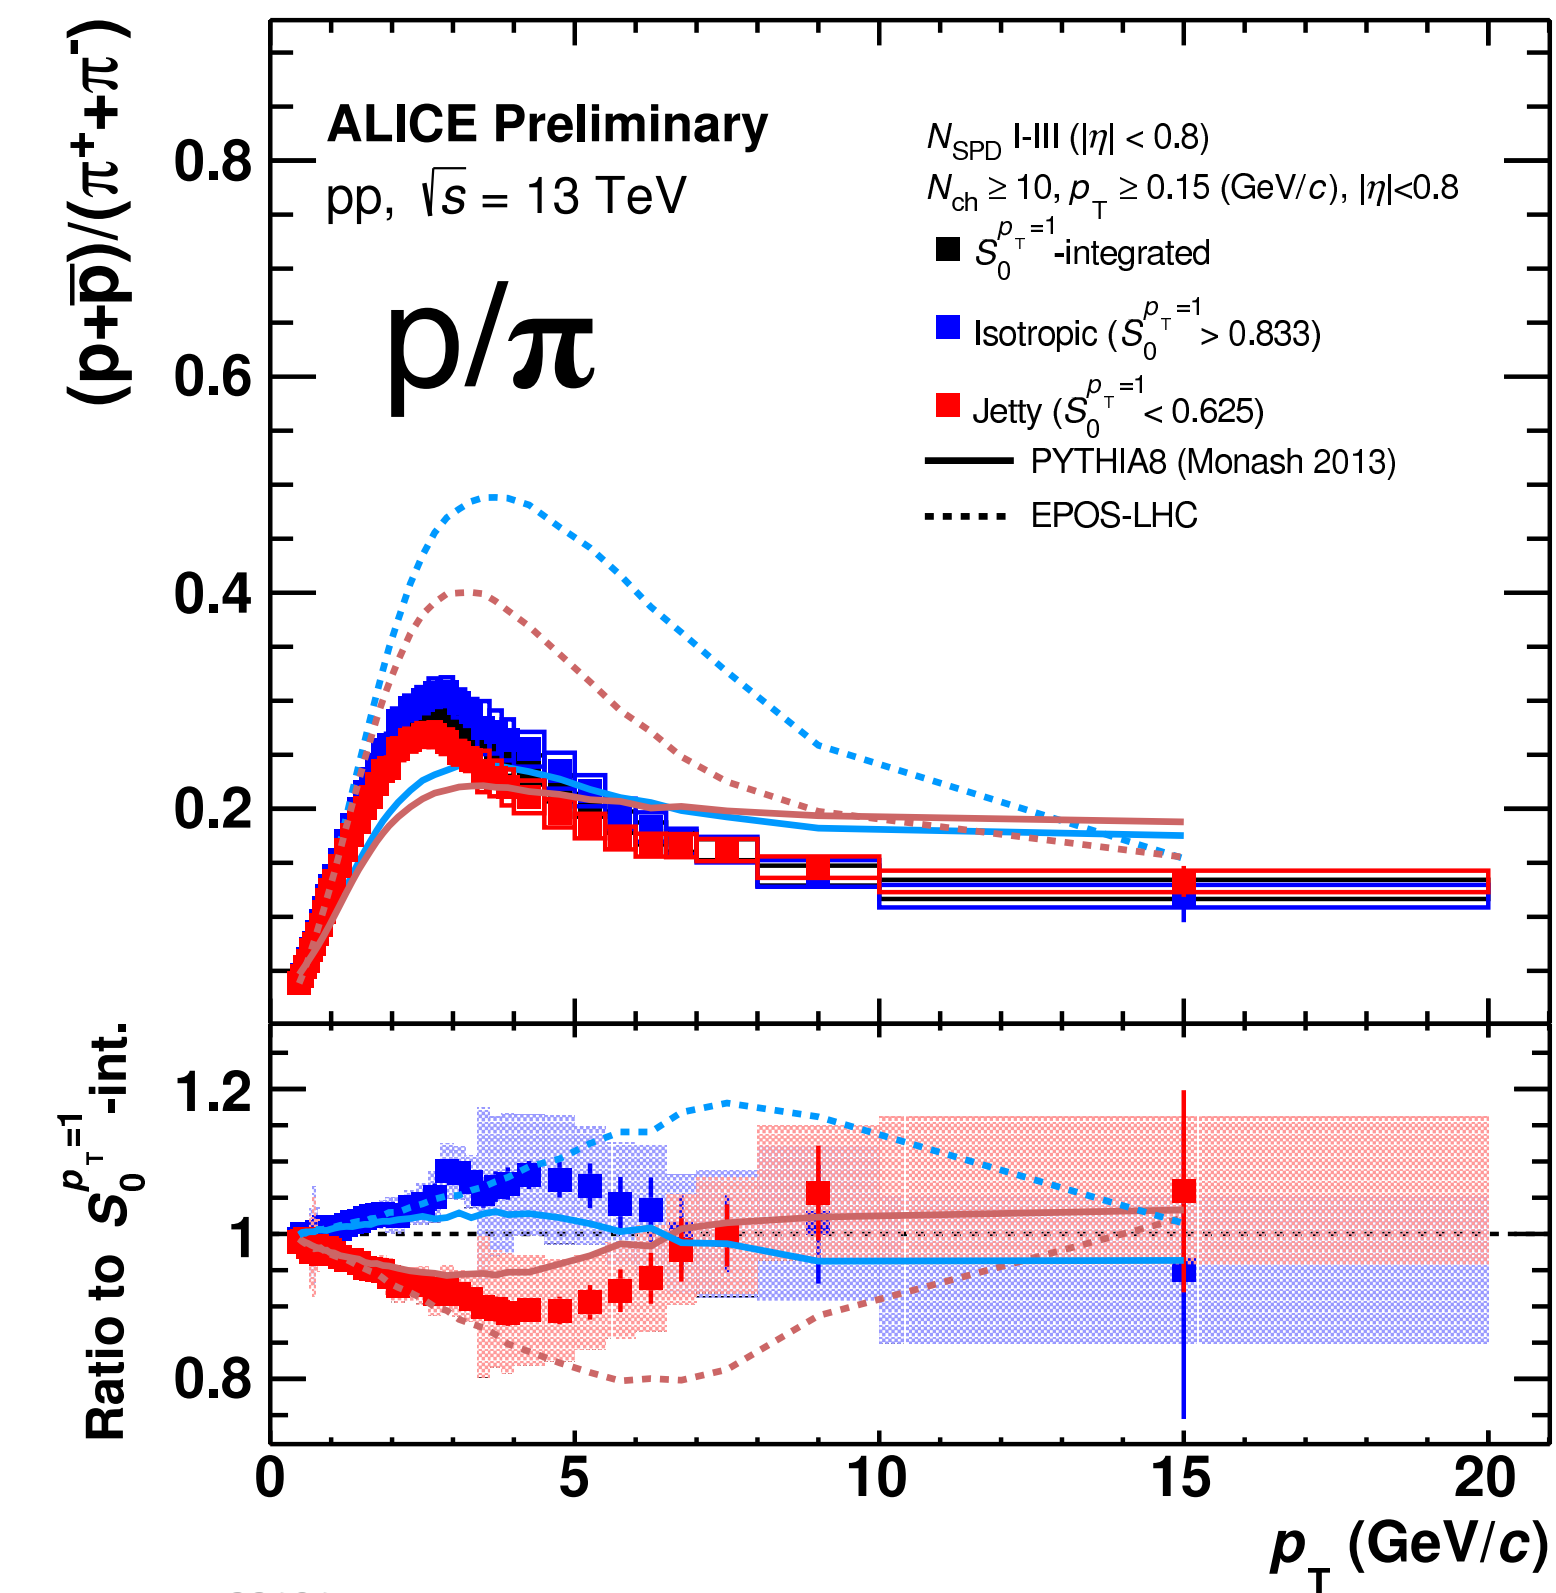 (p+p̅)/(π⁺+π⁻)
0.8
0.6
0.4
0.2
ALICE Preliminary
pp, √s = 13 TeV
p/π
N_SPD I-III (|η| < 0.8)
N_ch ≥ 10, p_T ≥ 0.15 (GeV/c), |η|<0.8
S_0^{p_T=1}-integrated
Isotropic (S_0^{p_T=1} > 0.833)
Jetty (S_0^{p_T=1} < 0.625)
PYTHIA8 (Monash 2013)
EPOS-LHC
Ratio to S_0^{p_T=1}-int.
1.2
1
0.8
0 5 10 15 20
p_T (GeV/c)